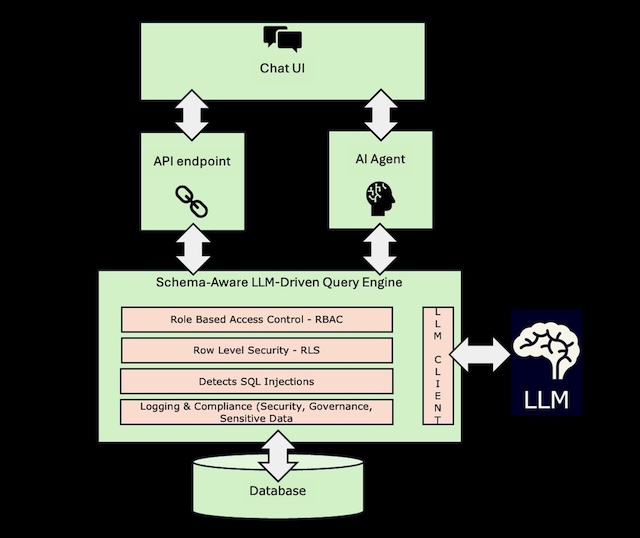 Chat UI
API endpoint
AI Agent
Schema-Aware LLM-Driven Query Engine
Role Based Access Control - RBAC
Row Level Security - RLS
Detects SQL Injections
Logging & Compliance (Security, Governance,
Sensitive Data
LLM CLIENT
LLM
Database